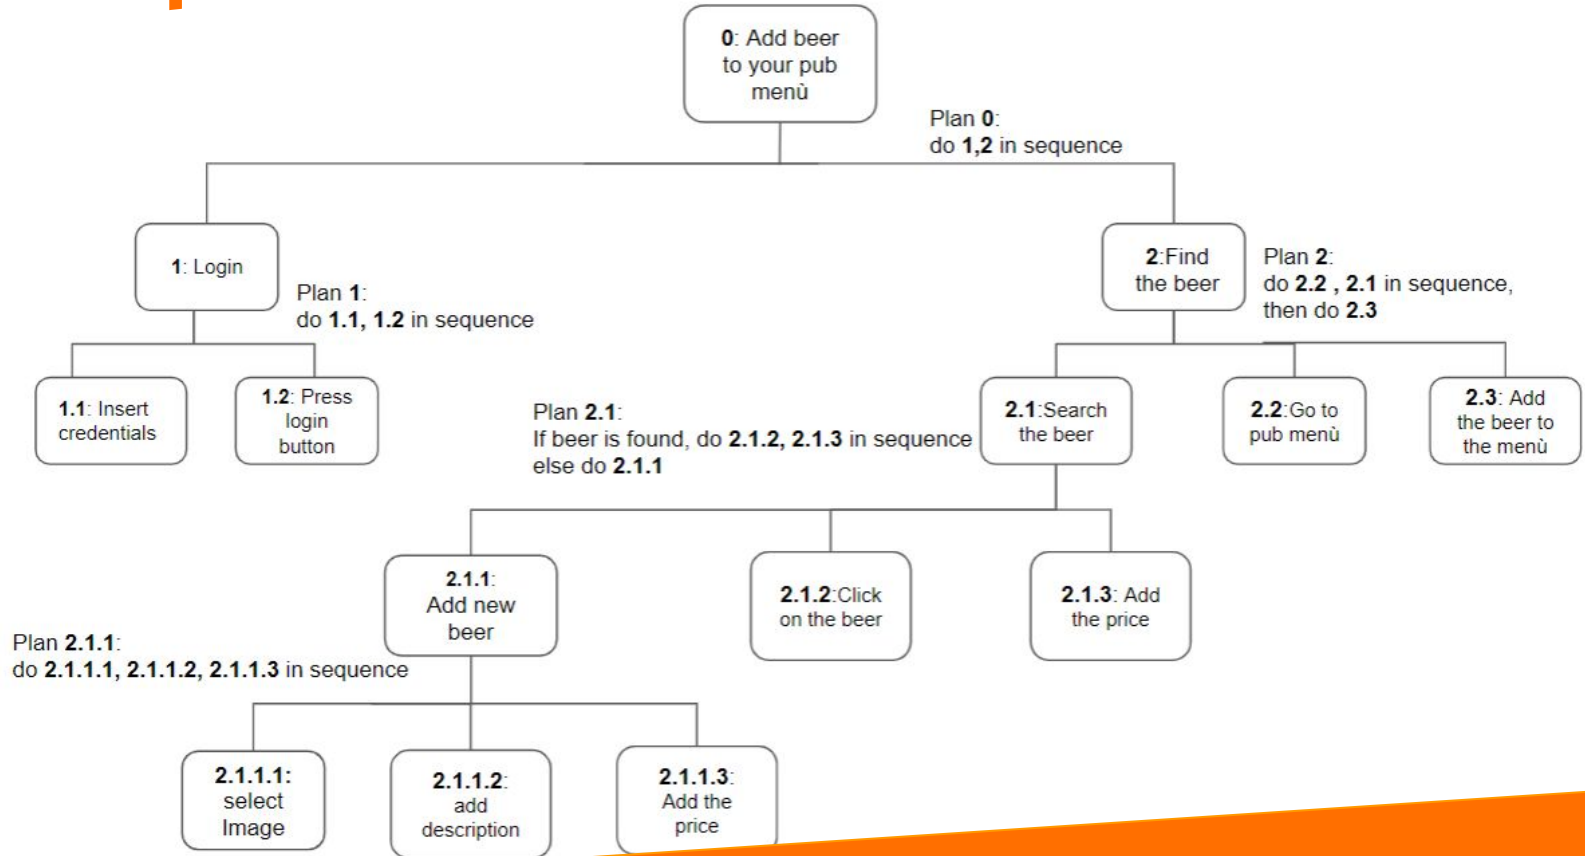 0: Add beer
to your pub
menù
Plan 0:
do 1,2 in sequence
1: Login
Plan 1:
do 1.1, 1.2 in sequence
2:Find
the beer
Plan 2:
do 2.2 , 2.1 in sequence,
then do 2.3
1.1: Insert
credentials
1.2: Press
login
button
Plan 2.1:
If beer is found, do 2.1.2, 2.1.3 in sequence
else do 2.1.1
2.1:Search
the beer
2.2:Go to
pub menù
2.3: Add
the beer to
the menù
2.1.1:
Add new
beer
2.1.2:Click
on the beer
2.1.3: Add
the price
Plan 2.1.1:
do 2.1.1.1, 2.1.1.2, 2.1.1.3 in sequence
2.1.1.1:
select
Image
2.1.1.2:
add
description
2.1.1.3:
Add the
price